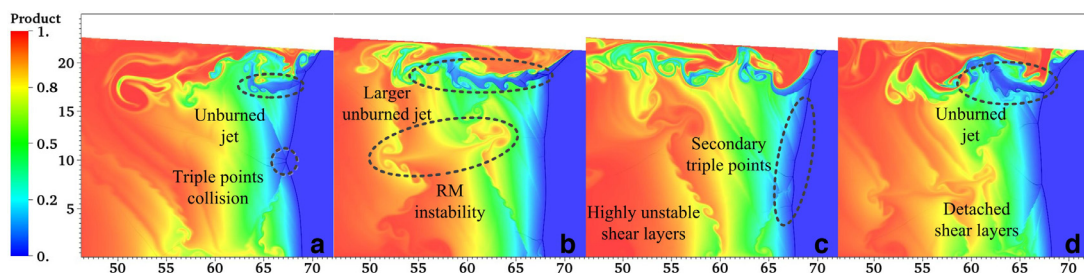 Product
1.
0.8
0.5
0.2
0.
20
15
10
5
Unburned
jet
Triple points
collision
a
50 55 60 65 70
Larger
unburned jet
RM
instability
b
50 55 60 65 70
Secondary
triple points
Highly unstable
shear layers
c
50 55 60 65 70
Unburned
jet
Detached
shear layers
d
50 55 60 65 70